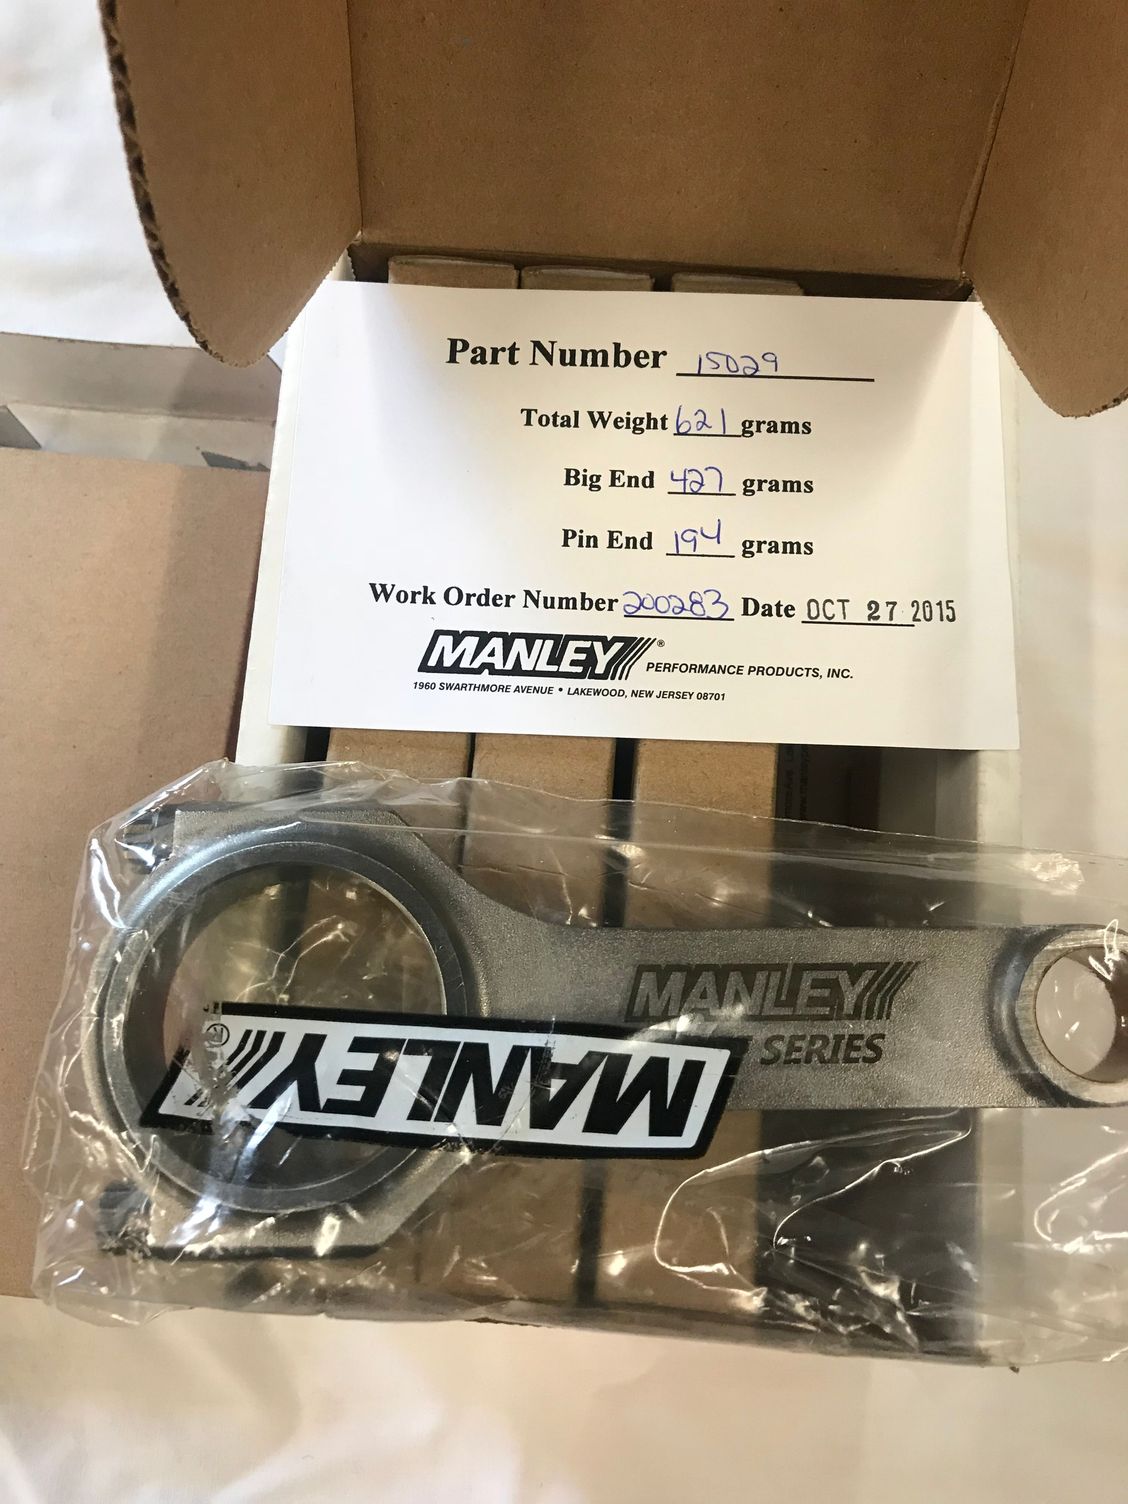 Part Number 15029
Total Weight 621 grams
Big End 427 grams
Pin End 194 grams
Work Order Number 200283 Date OCT 27 2015
MANLEY® PERFORMANCE PRODUCTS, INC.
1960 SWARTHMORE AVENUE • LAKEWOOD, NEW JERSEY 08701
MANLEY
SERIES
MANLEY®